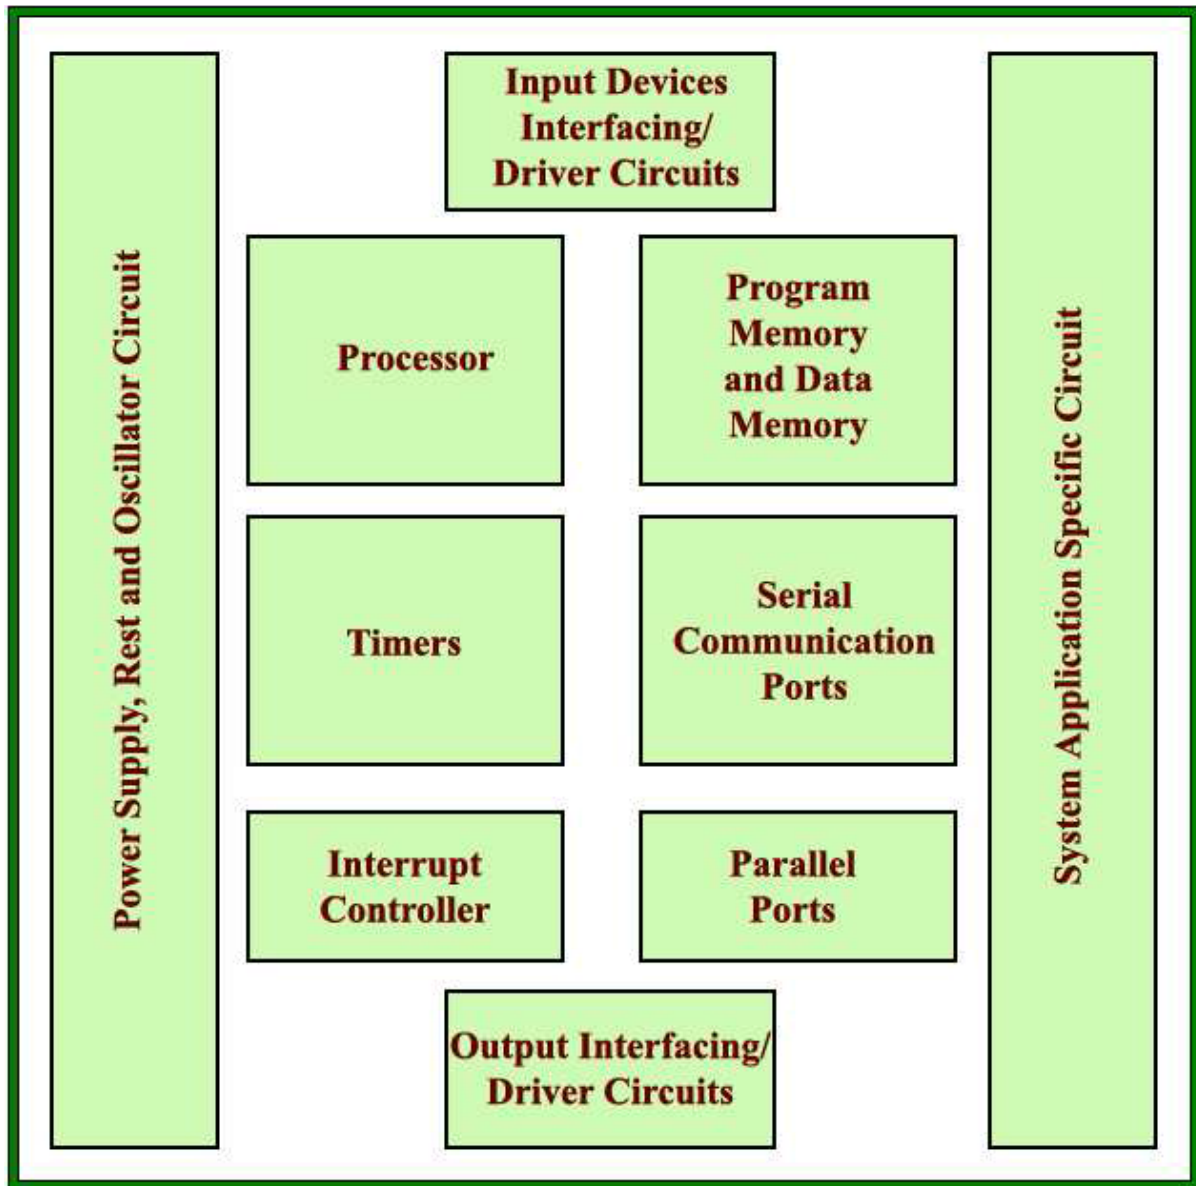 Power Supply, Rest and Oscillator Circuit
Input Devices
Interfacing/
Driver Circuits
Processor
Program
Memory
and Data
Memory
Timers
Serial
Communication
Ports
Interrupt
Controller
Parallel
Ports
Output Interfacing/
Driver Circuits
System Application Specific Circuit